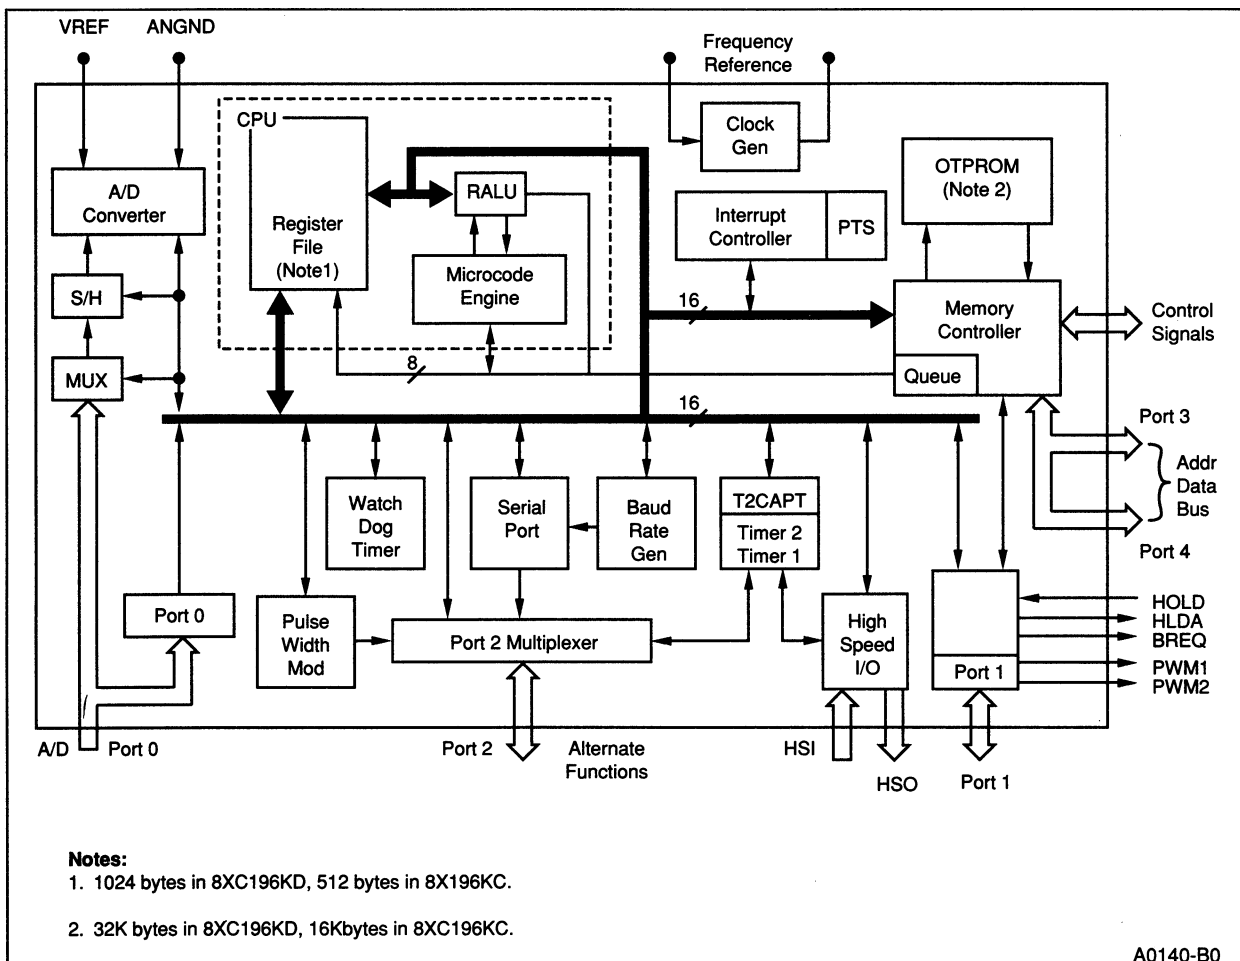 VREF
ANGND
Frequency
Reference
CPU
Clock
Gen
OTPROM
(Note 2)
A/D
Converter
RALU
Register
File
(Note1)
Interrupt
Controller
PTS
Microcode
Engine
S/H
16
Memory
Controller
Control
Signals
MUX
8
Queue
16
Port 3
Addr
Data
Bus
Port 4
Watch
Dog
Timer
Serial
Port
Baud
Rate
Gen
T2CAPT
Timer 2
Timer 1
Port 0
Pulse
Width
Mod
Port 2 Multiplexer
High
Speed
I/O
Port 1
HOLD
HLDA
BREQ
PWM1
PWM2
A/D
Port 0
Port 2
Alternate
Functions
HSI
HSO
Port 1
Notes:
1. 1024 bytes in 8XC196KD, 512 bytes in 8X196KC.
2. 32K bytes in 8XC196KD, 16Kbytes in 8XC196KC.
A0140-B0